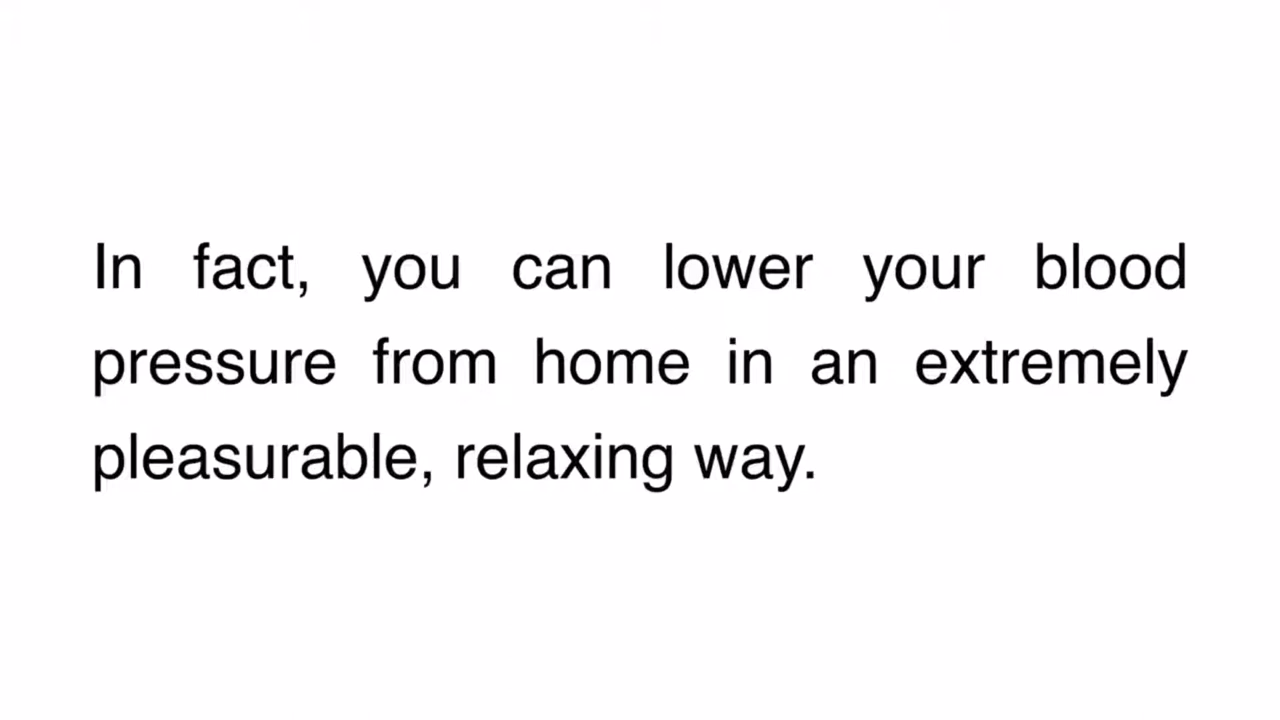 In fact, you can lower your blood
pressure from home in an extremely
pleasurable, relaxing way.